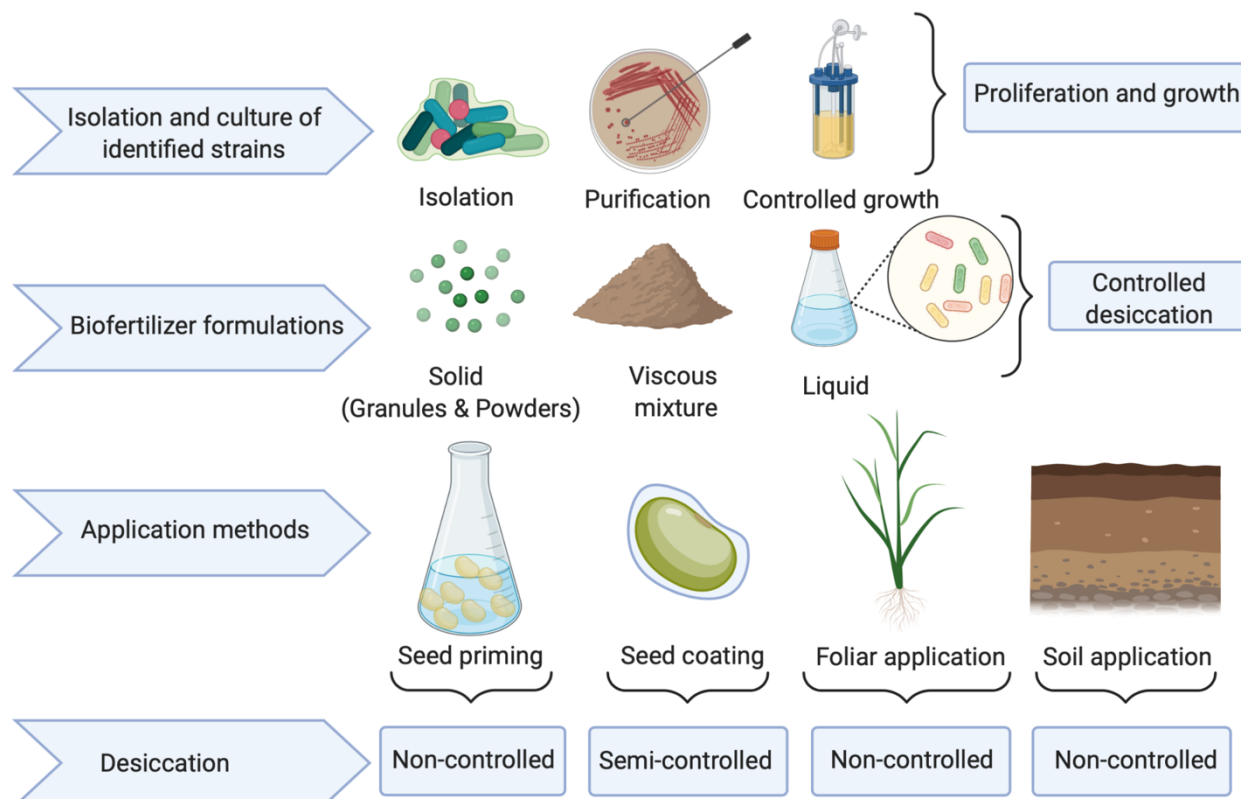 Isolation and culture of
identified strains
Isolation
Purification
Controlled growth
Proliferation and growth
Biofertilizer formulations
Solid
(Granules & Powders)
Viscous
mixture
Liquid
Controlled
desiccation
Application methods
Seed priming
Seed coating
Foliar application
Soil application
Desiccation
Non-controlled
Semi-controlled
Non-controlled
Non-controlled